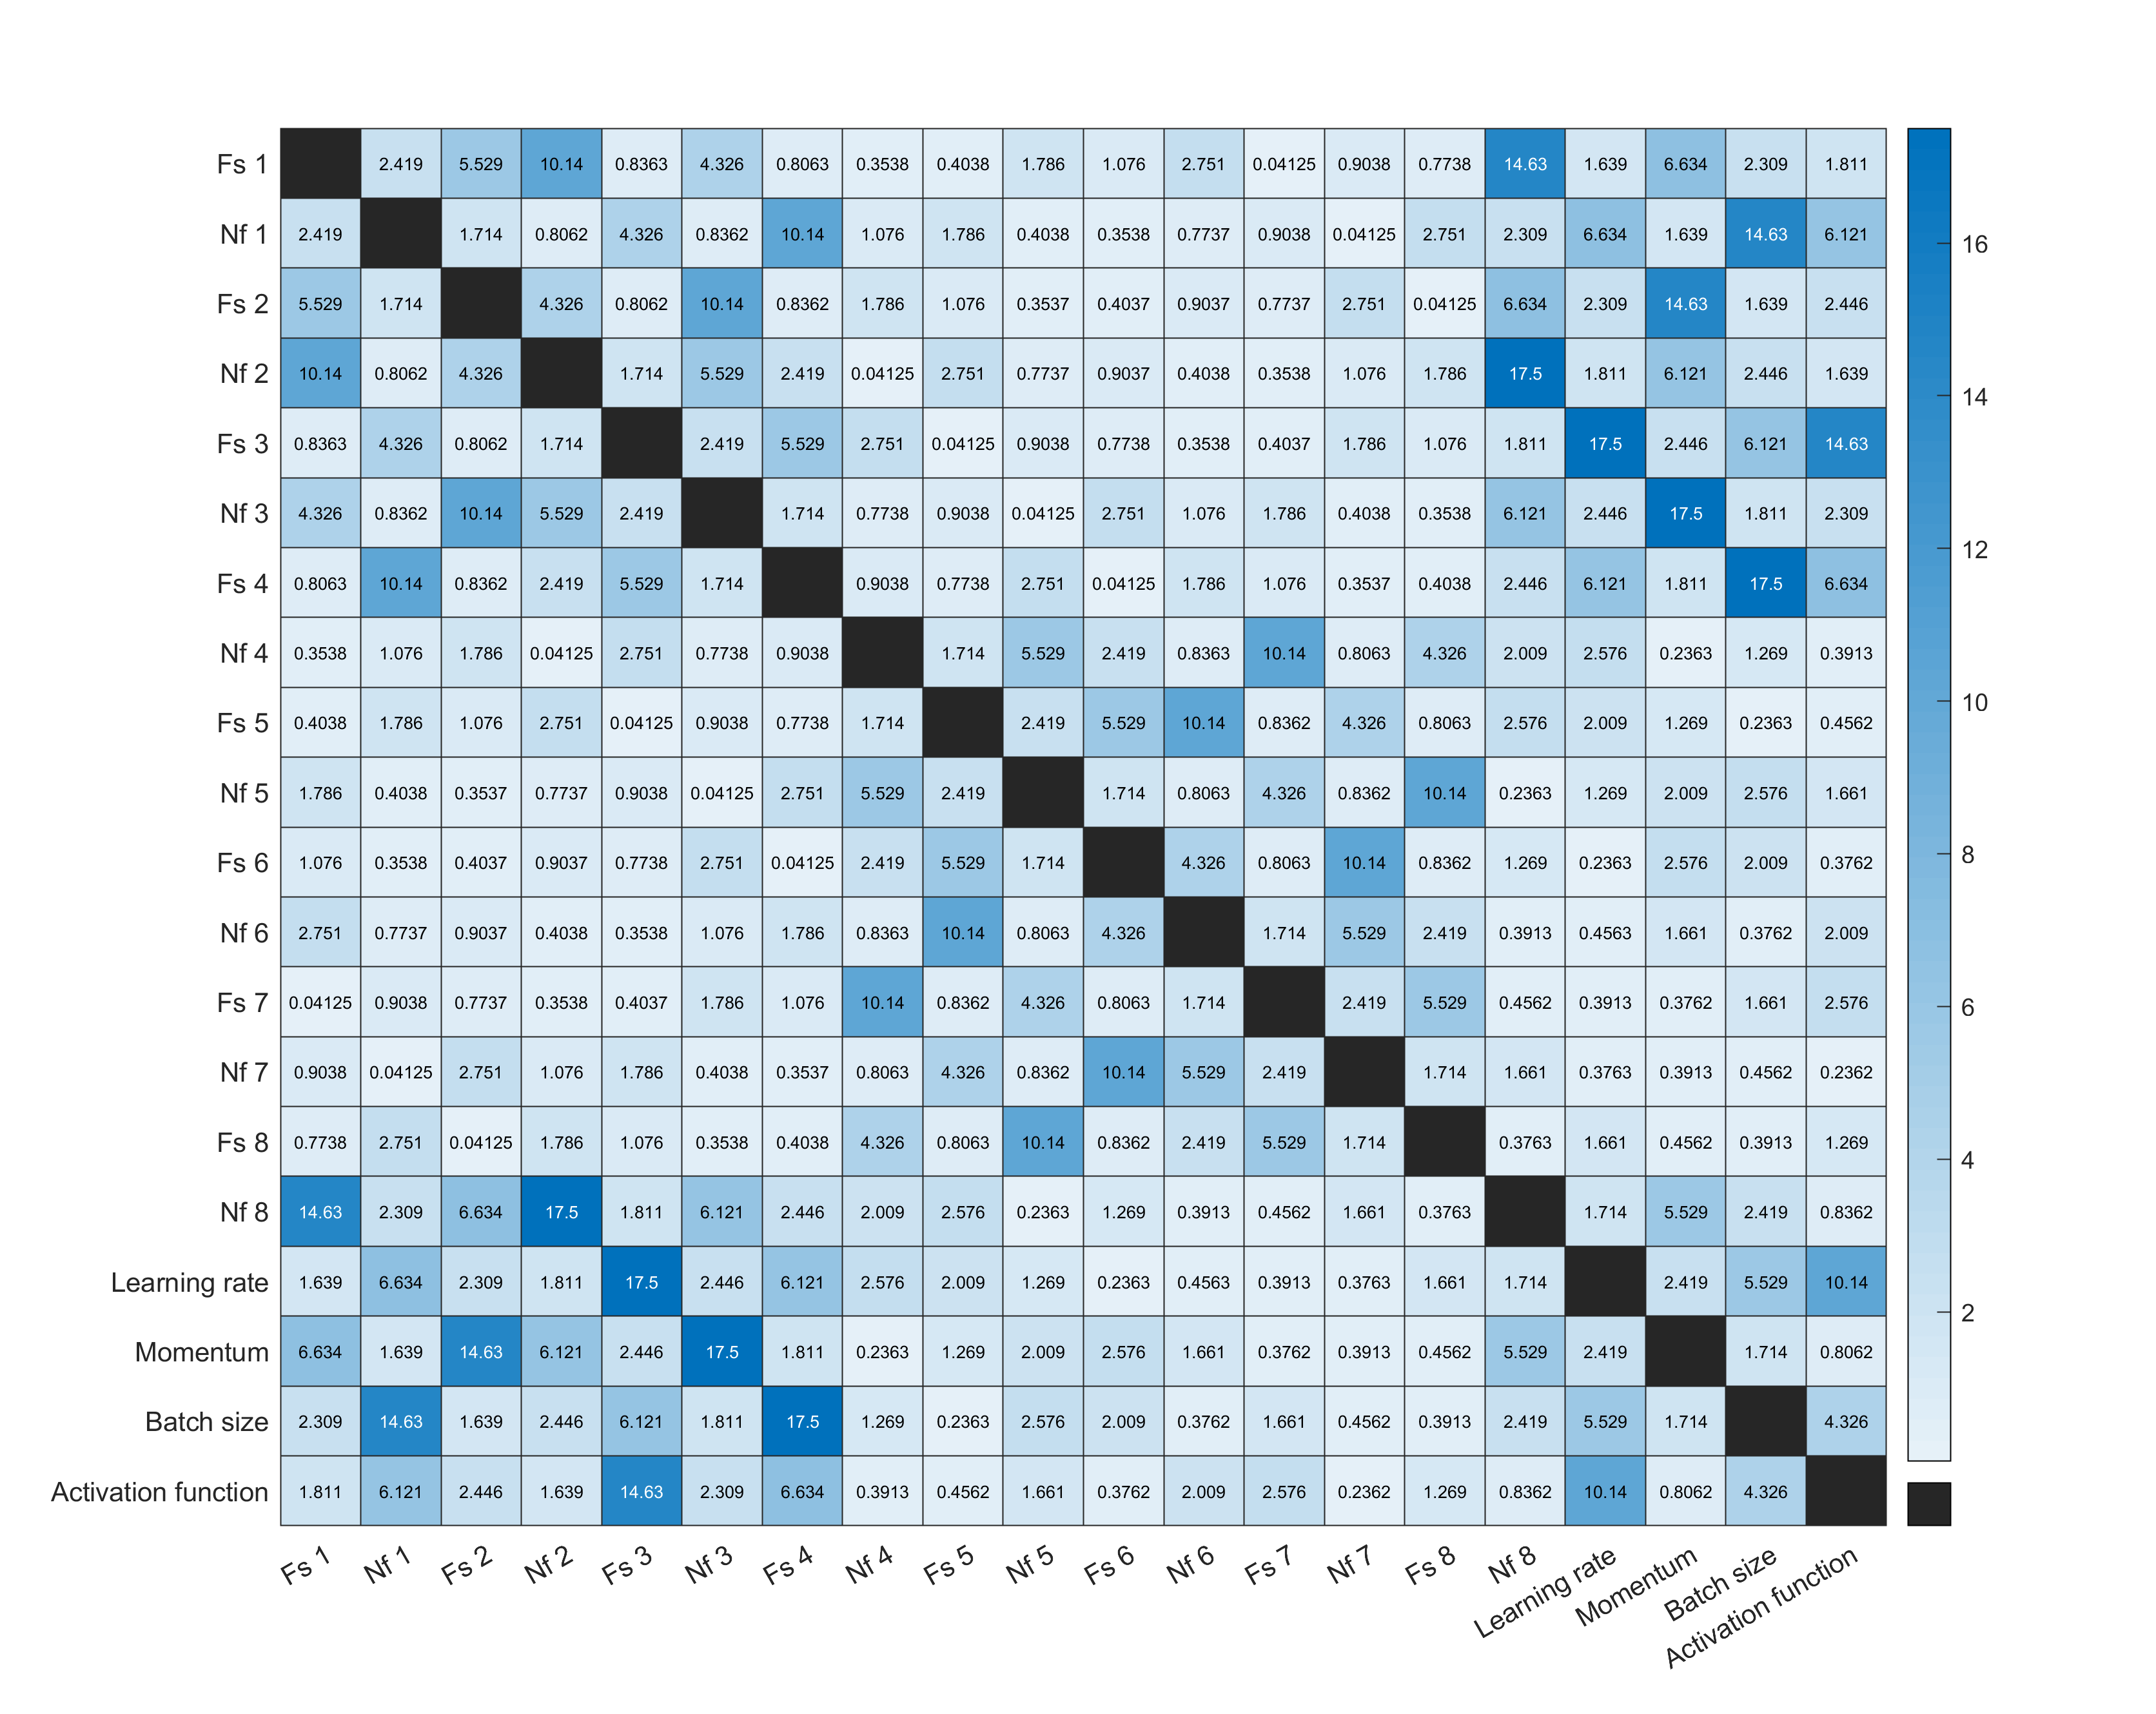 Fs 1 2.419 5.529 10.14 0.8363 4.326 0.8063 0.3538 0.4038 1.786 1.076 2.751 0.04125 0.9038 0.7738 14.63 1.639 6.634 2.309 1.811
Nf 1 2.419 1.714 0.8062 4.326 0.8362 10.14 1.076 1.786 0.4038 0.3538 0.7737 0.9038 0.04125 2.751 2.309 6.634 1.639 14.63 6.121
16
Fs 2 5.529 1.714 4.326 0.8062 10.14 0.8362 1.786 1.076 0.3537 0.4037 0.9037 0.7737 2.751 0.04125 6.634 2.309 14.63 1.639 2.446
Nf 2 10.14 0.8062 4.326 1.714 5.529 2.419 0.04125 2.751 0.7737 0.9037 0.4038 0.3538 1.076 1.786 17.5 1.811 6.121 2.446 1.639
14
Fs 3 0.8363 4.326 0.8062 1.714 2.419 5.529 2.751 0.04125 0.9038 0.7738 0.3538 0.4037 1.786 1.076 1.811 17.5 2.446 6.121 14.63
Nf 3 4.326 0.8362 10.14 5.529 2.419 1.714 0.7738 0.9038 0.04125 2.751 1.076 1.786 0.4038 0.3538 6.121 2.446 17.5 1.811 2.309
12
Fs 4 0.8063 10.14 0.8362 2.419 5.529 1.714 0.9038 0.7738 2.751 0.04125 1.786 1.076 0.3537 0.4038 2.446 6.121 1.811 17.5 6.634
Nf 4 0.3538 1.076 1.786 0.04125 2.751 0.7738 0.9038 1.714 5.529 2.419 0.8363 10.14 0.8063 4.326 2.009 2.576 0.2363 1.269 0.3913
10
Fs 5 0.4038 1.786 1.076 2.751 0.04125 0.9038 0.7738 1.714 2.419 5.529 10.14 0.8362 4.326 0.8063 2.576 2.009 1.269 0.2363 0.4562
Nf 5 1.786 0.4038 0.3537 0.7737 0.9038 0.04125 2.751 5.529 2.419 1.714 0.8063 4.326 0.8362 10.14 0.2363 1.269 2.009 2.576 1.661
8
Fs 6 1.076 0.3538 0.4037 0.9037 0.7738 2.751 0.04125 2.419 5.529 1.714 4.326 0.8063 10.14 0.8362 1.269 0.2363 2.576 2.009 0.3762
Nf 6 2.751 0.7737 0.9037 0.4038 0.3538 1.076 1.786 0.8363 10.14 0.8063 4.326 1.714 5.529 2.419 0.3913 0.4563 1.661 0.3762 2.009
Fs 7 0.04125 0.9038 0.7737 0.3538 0.4037 1.786 1.076 10.14 0.8362 4.326 0.8063 1.714 2.419 5.529 0.4562 0.3913 0.3762 1.661 2.576
6
Nf 7 0.9038 0.04125 2.751 1.076 1.786 0.4038 0.3537 0.8063 4.326 0.8362 10.14 5.529 2.419 1.714 1.661 0.3763 0.3913 0.4562 0.2362
Fs 8 0.7738 2.751 0.04125 1.786 1.076 0.3538 0.4038 4.326 0.8063 10.14 0.8362 2.419 5.529 1.714 0.3763 1.661 0.4562 0.3913 1.269
4
Nf 8 14.63 2.309 6.634 17.5 1.811 6.121 2.446 2.009 2.576 0.2363 1.269 0.3913 0.4562 1.661 0.3763 1.714 5.529 2.419 0.8362
Learning rate 1.639 6.634 2.309 1.811 17.5 2.446 6.121 2.576 2.009 1.269 0.2363 0.4563 0.3913 0.3763 1.661 1.714 2.419 5.529 10.14
2
Momentum 6.634 1.639 14.63 6.121 2.446 17.5 1.811 0.2363 1.269 2.009 2.576 1.661 0.3762 0.3913 0.4562 5.529 2.419 1.714 0.8062
Batch size 2.309 14.63 1.639 2.446 6.121 1.811 17.5 1.269 0.2363 2.576 2.009 0.3762 1.661 0.4562 0.3913 2.419 5.529 1.714 4.326
Activation function 1.811 6.121 2.446 1.639 14.63 2.309 6.634 0.3913 0.4562 1.661 0.3762 2.009 2.576 0.2362 1.269 0.8362 10.14 0.8062 4.326
Fs 1 Nf 1 Fs 2 Nf 2 Fs 3 Nf 3 Fs 4 Nf 4 Fs 5 Nf 5 Fs 6 Nf 6 Fs 7 Nf 7 Fs 8 Nf 8 Learning rate Momentum Batch size Activation function